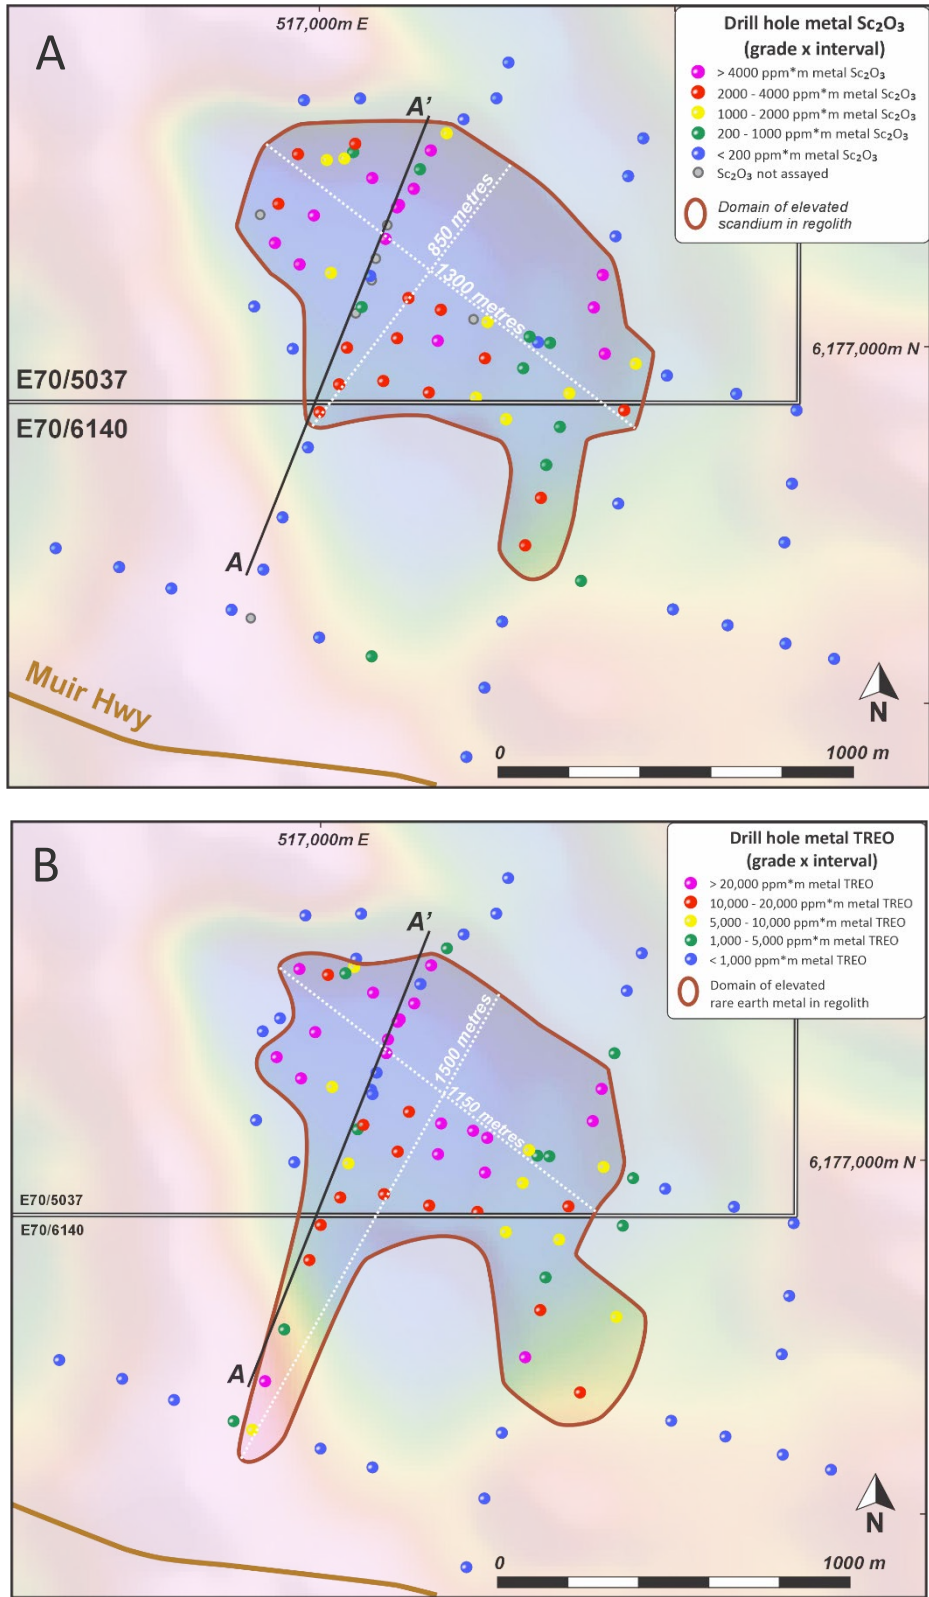 517,000m E
A
Drill hole metal Sc₂O₃
(grade x interval)
> 4000 ppm*m metal Sc₂O₃
2000 - 4000 ppm*m metal Sc₂O₃
1000 - 2000 ppm*m metal Sc₂O₃
200 - 1000 ppm*m metal Sc₂O₃
< 200 ppm*m metal Sc₂O₃
Sc₂O₃ not assayed
Domain of elevated
scandium in regolith
A'
850 metres
1300 metres
6,177,000m N
E70/5037
E70/6140
A
Muir Hwy
N
0
1000 m
517,000m E
B
Drill hole metal TREO
(grade x interval)
> 20,000 ppm*m metal TREO
10,000 - 20,000 ppm*m metal TREO
5,000 - 10,000 ppm*m metal TREO
1,000 - 5,000 ppm*m metal TREO
< 1,000 ppm*m metal TREO
Domain of elevated
rare earth metal in regolith
A'
1500 metres
1150 metres
6,177,000m N
E70/5037
E70/6140
A
N
0
1000 m